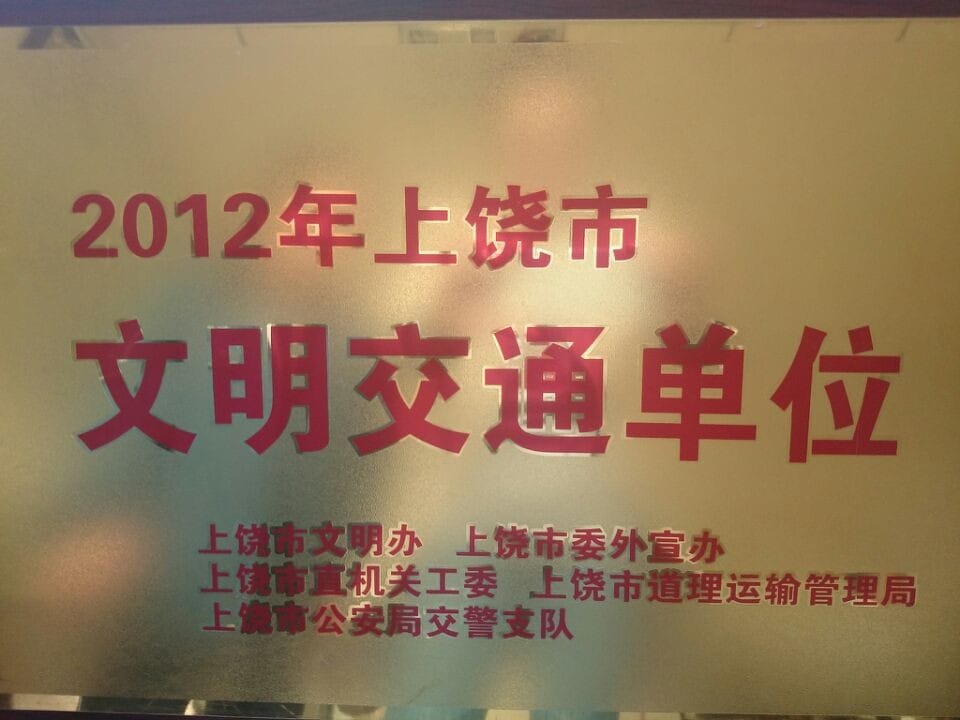 2012年上饶市
文明交通单位
上饶市文明办 上饶市委外宣办
上饶市直机关工委 上饶市道理运输管理局
上饶市公安局交警支队